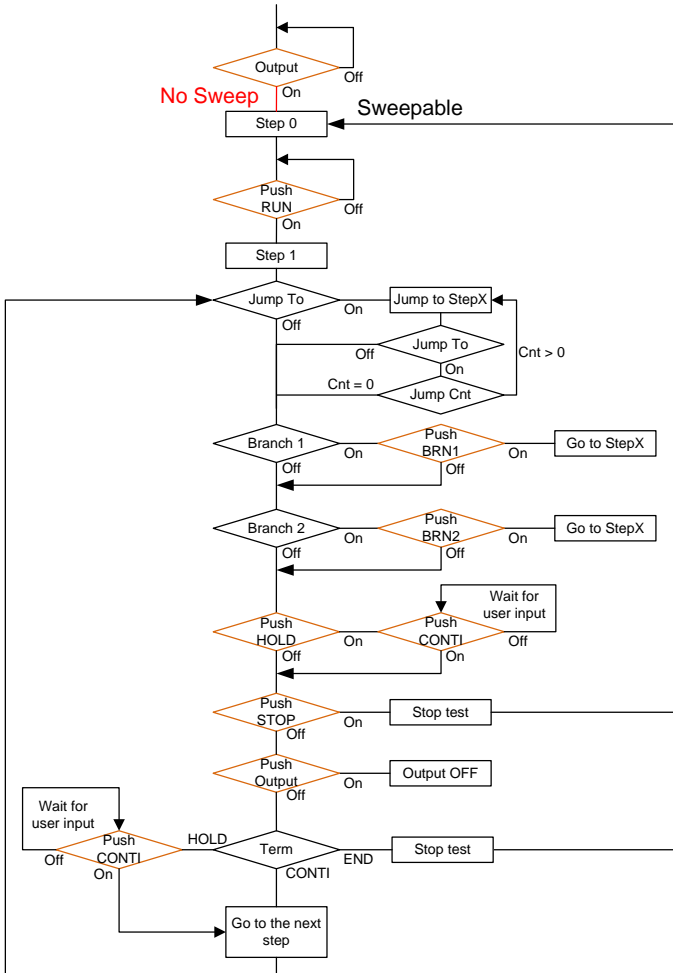 Output
Off
On
No Sweep
Sweepable
Step 0
Push
RUN
Off
On
Step 1
Jump To
On
Jump to StepX
Off
Jump To
Off
On
Cnt > 0
Cnt = 0
Jump Cnt
Branch 1
On
Push
BRN1
On
Go to StepX
Off
Off
Branch 2
On
Push
BRN2
On
Go to StepX
Off
Off
Wait for
user input
Push
HOLD
On
Push
CONTI
Off
Off
On
Push
STOP
On
Stop test
Off
Push
Output
On
Output OFF
Off
Wait for
user input
Push
CONTI
Off
On
HOLD
Term
END
Stop test
CONTI
Go to the next
step